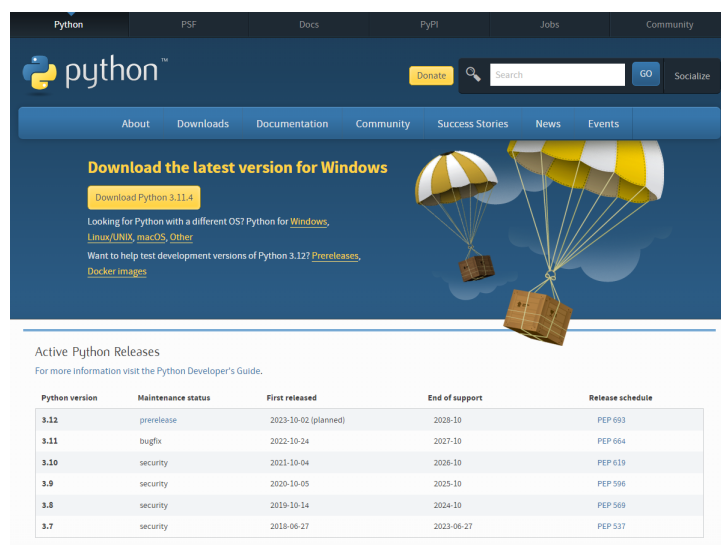 Python PSF Docs PyPI Jobs Community
python™
Donate Search GO Socialize
About Downloads Documentation Community Success Stories News Events
Download the latest version for Windows
Download Python 3.11.4
Looking for Python with a different OS? Python for Windows,
Linux/UNIX, macOS, Other
Want to help test development versions of Python 3.12? Prereleases,
Docker images
Active Python Releases
For more information visit the Python Developer's Guide.
Python version Maintenance status First released End of support Release schedule
3.12 prerelease 2023-10-02 (planned) 2028-10 PEP 693
3.11 bugfix 2022-10-24 2027-10 PEP 664
3.10 security 2021-10-04 2026-10 PEP 619
3.9 security 2020-10-05 2025-10 PEP 596
3.8 security 2019-10-14 2024-10 PEP 569
3.7 security 2018-06-27 2023-06-27 PEP 537